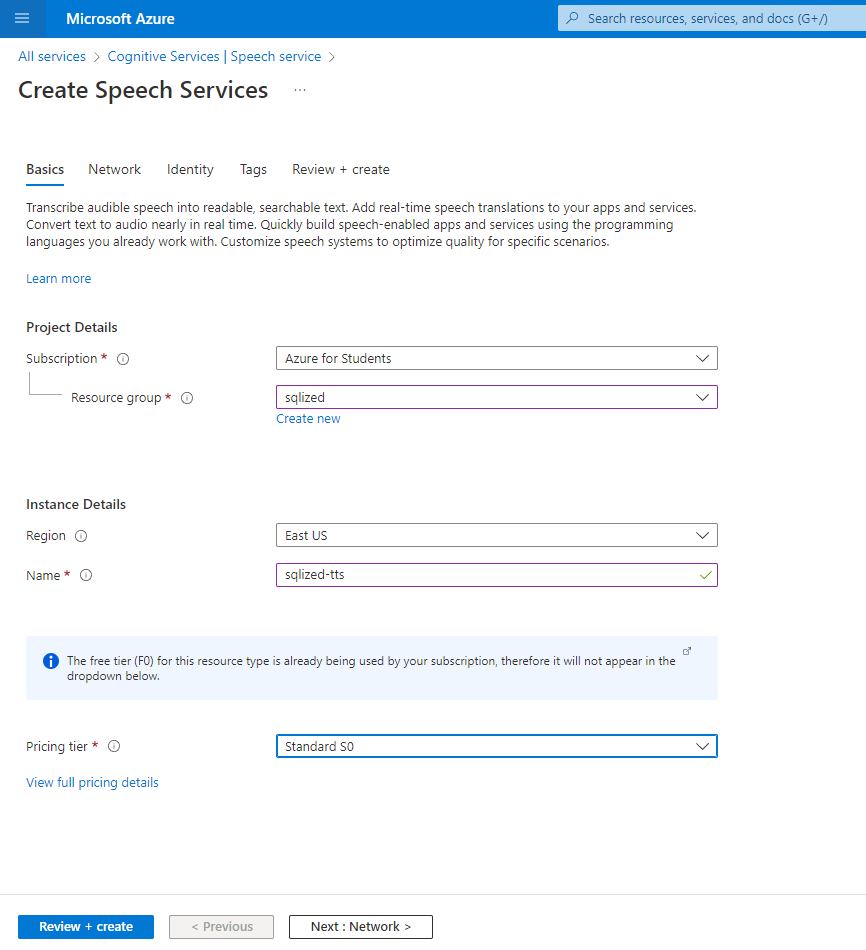 Microsoft Azure
Search resources, services, and docs (G+/)
All services > Cognitive Services | Speech service >
Create Speech Services ...
Basics Network Identity Tags Review + create
Transcribe audible speech into readable, searchable text. Add real-time speech translations to your apps and services.
Convert text to audio nearly in real time. Quickly build speech-enabled apps and services using the programming
languages you already work with. Customize speech systems to optimize quality for specific scenarios.
Learn more
Project Details
Subscription * Azure for Students
Resource group * sqlized
Create new
Instance Details
Region East US
Name * sqlized-tts
The free tier (F0) for this resource type is already being used by your subscription, therefore it will not appear in the
dropdown below.
Pricing tier * Standard S0
View full pricing details
Review + create < Previous Next : Network >